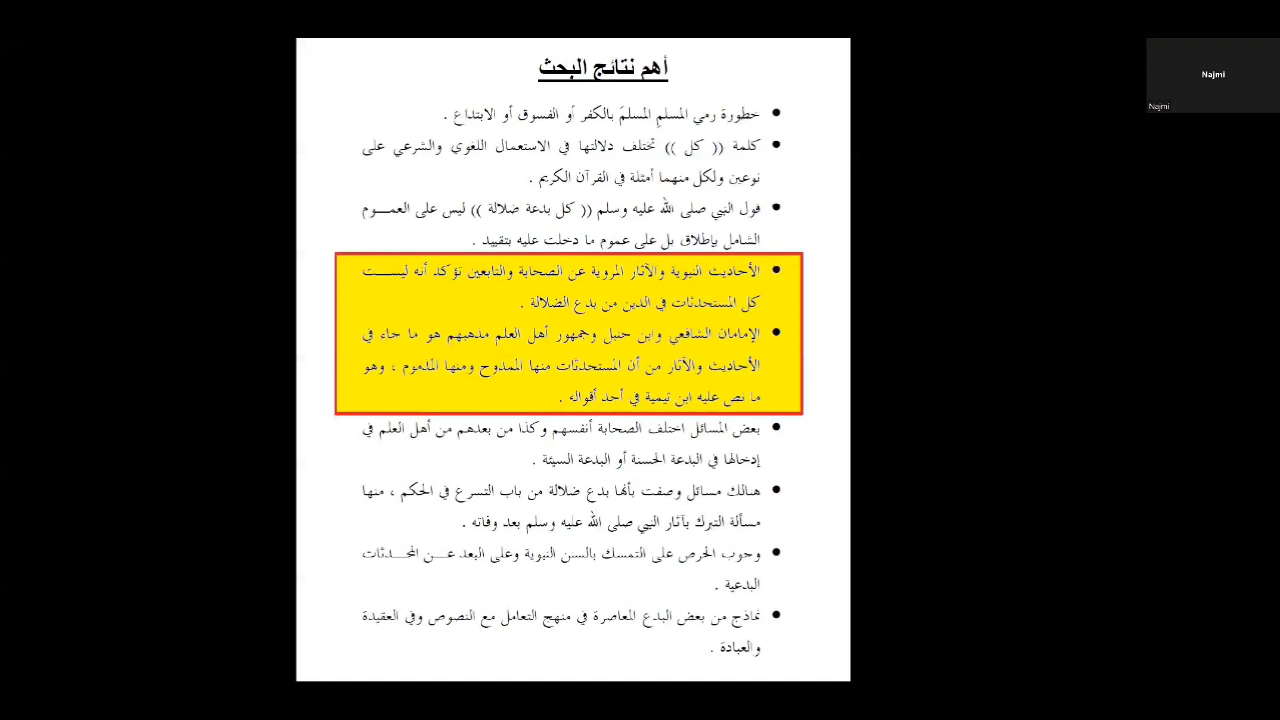 أهم نتائج البحث
• خطورة رمي المسلمِ المسلمَ بالكفر أو الفسوق أو الابتداع .
• كلمة (( كل )) تختلف دلالتها في الاستعمال اللغوي والشرعي على
نوعين ولكل منهما أمثلة في القرآن الكريم .
• قول النبي صلى الله عليه وسلم (( كل بدعة ضلالة )) ليس على العمـــوم
الشامل بإطلاق بل على عموم ما دخلت عليه بتقييد .
• الأحاديث النبوية والآثار المروية عن الصحابة والتابعين تؤكد أنه ليســـت
كل المستحدثات في الدين من بدع الضلالة .
• الإمامان الشافعي وابن حنبل وجمهور أهل العلم مذهبهم هو ما جاء في
الأحاديث والآثار من أن المستحدثات منها الممدوح ومنها المذموم ، وهو
ما نص عليه ابن تيمية في أحد أقواله .
• بعض المسائل اختلف الصحابة أنفسهم وكذا من بعدهم من أهل العلم في
إدخالها في البدعة الحسنة أو البدعة السيئة .
• هنالك مسائل وصفت بأنها بدع ضلالة من باب التسرع في الحكم ، منها
مسألة التبرك بآثار النبي صلى الله عليه وسلم بعد وفاته .
• وجوب الحرص على التمسك بالسنن النبوية وعلى البعد عـــن المحـــدثات
البدعية .
• نماذج من بعض البدع المعاصرة في منهج التعامل مع النصوص وفي العقيدة
والعبادة .
Najmi
Najmi